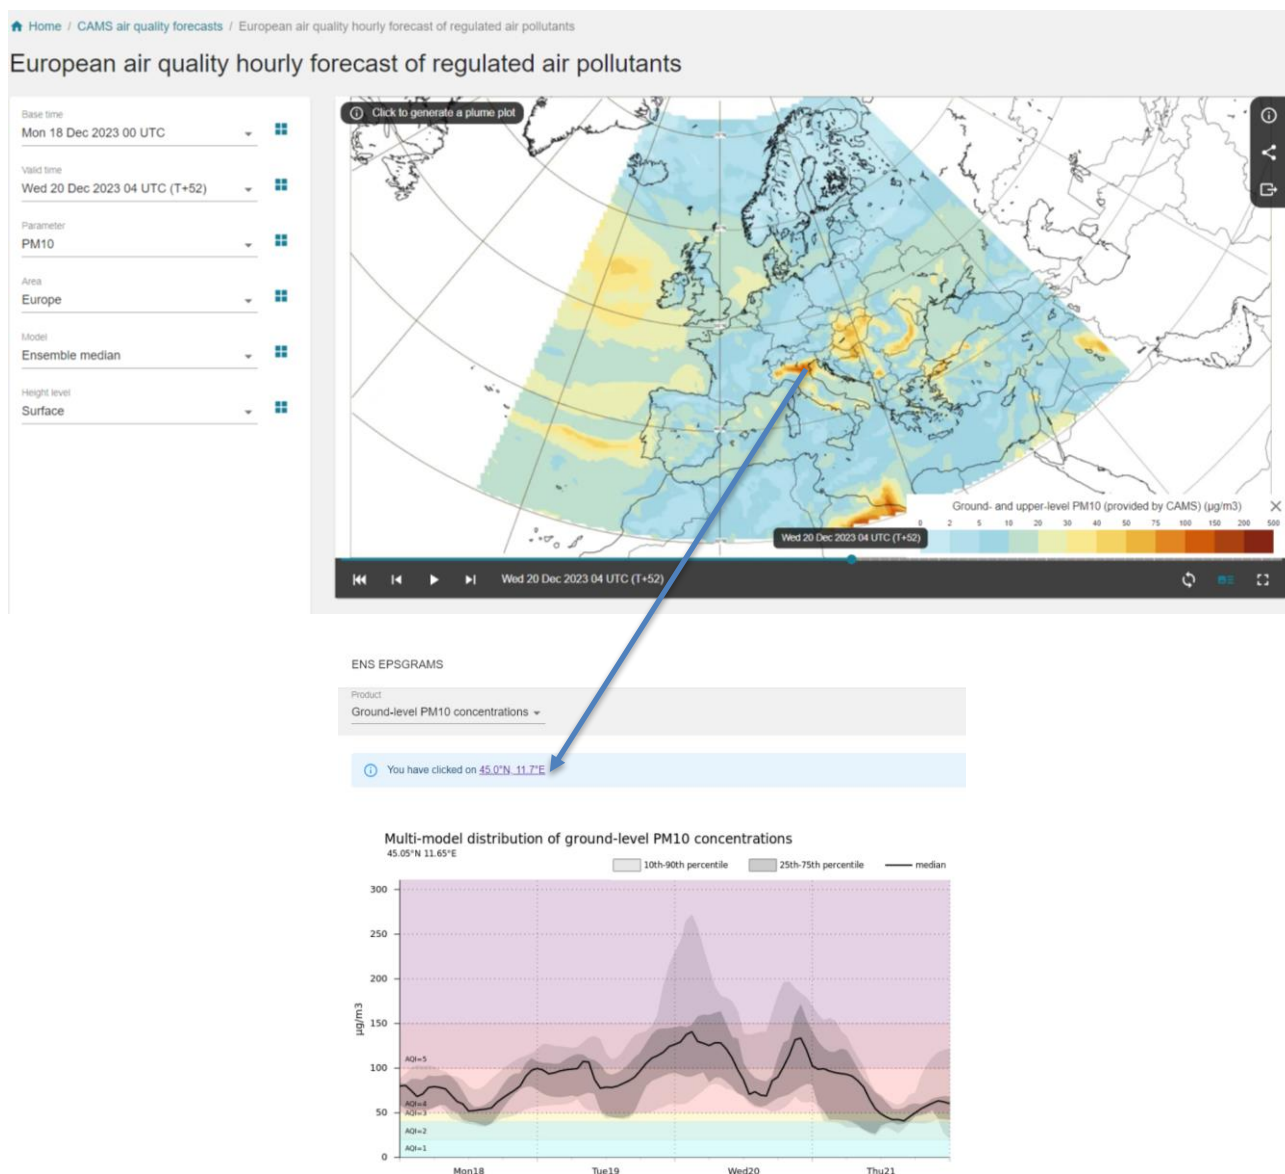 Home / CAMS air quality forecasts / European air quality hourly forecast of regulated air pollutants
European air quality hourly forecast of regulated air pollutants
Base time
Mon 18 Dec 2023 00 UTC
Valid time
Wed 20 Dec 2023 04 UTC (T+52)
Parameter
PM10
Area
Europe
Model
Ensemble median
Height level
Surface
Click to generate a plume plot
Ground- and upper-level PM10 (provided by CAMS) (µg/m3)
0 2 5 10 20 30 40 50 75 100 150 200 500
Wed 20 Dec 2023 04 UTC (T+52)
Wed 20 Dec 2023 04 UTC (T+52)
ENS EPSGRAMS
Product
Ground-level PM10 concentrations
You have clicked on 45.0°N, 11.7°E
Multi-model distribution of ground-level PM10 concentrations
45.05°N 11.65°E
10th-90th percentile 25th-75th percentile median
300
250
200
µg/m3
150
AQI=5
100
AQI=4
AQI=3
50
AQI=2
AQI=1
0
Mon18 Tue19 Wed20 Thu21